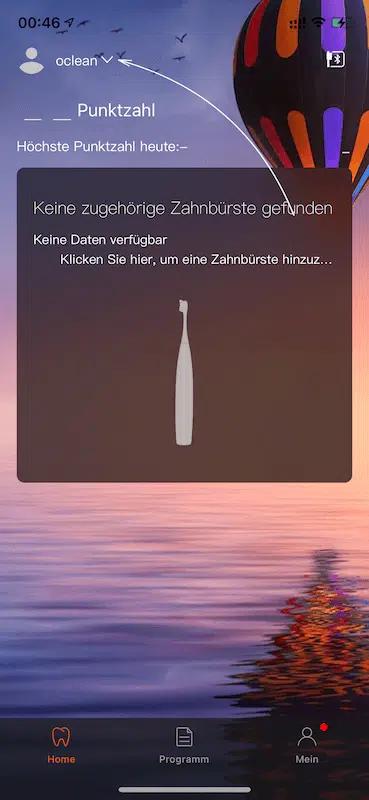 00:46
oclean
__ __ Punktzahl
Höchste Punktzahl heute:–
–
Keine zugehörige Zahnbürste gefunden
Keine Daten verfügbar
Klicken Sie hier, um eine Zahnbürste hinzuz...
Home
Programm
Mein